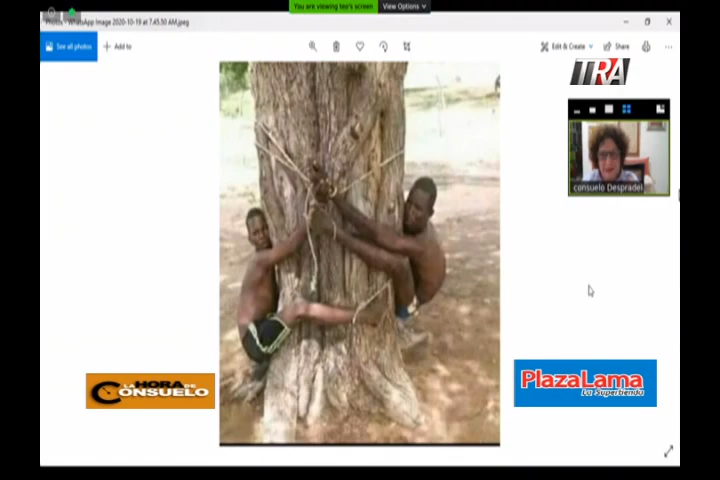 You are viewing teo's screen
View Options
Photos - WhatsApp Image 2020-10-19 at 7.45.50 AM.jpeg
See all photos
Add to
Edit & Create
Share
TRA
consuelo Despradel
LA HORA DE
CONSUELO
PlazaLama
La Supertienda